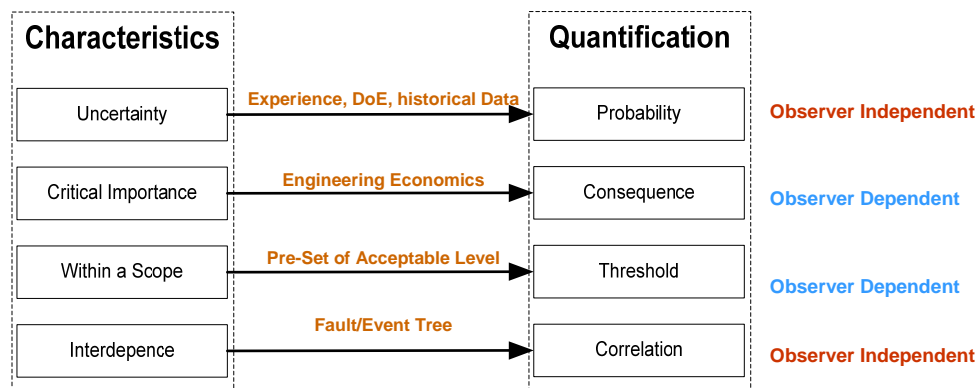 Characteristics
Quantification
Uncertainty
Experience, DoE, historical Data
Probability
Observer Independent
Critical Importance
Engineering Economics
Consequence
Observer Dependent
Within a Scope
Pre-Set of Acceptable Level
Threshold
Observer Dependent
Interdepence
Fault/Event Tree
Correlation
Observer Independent